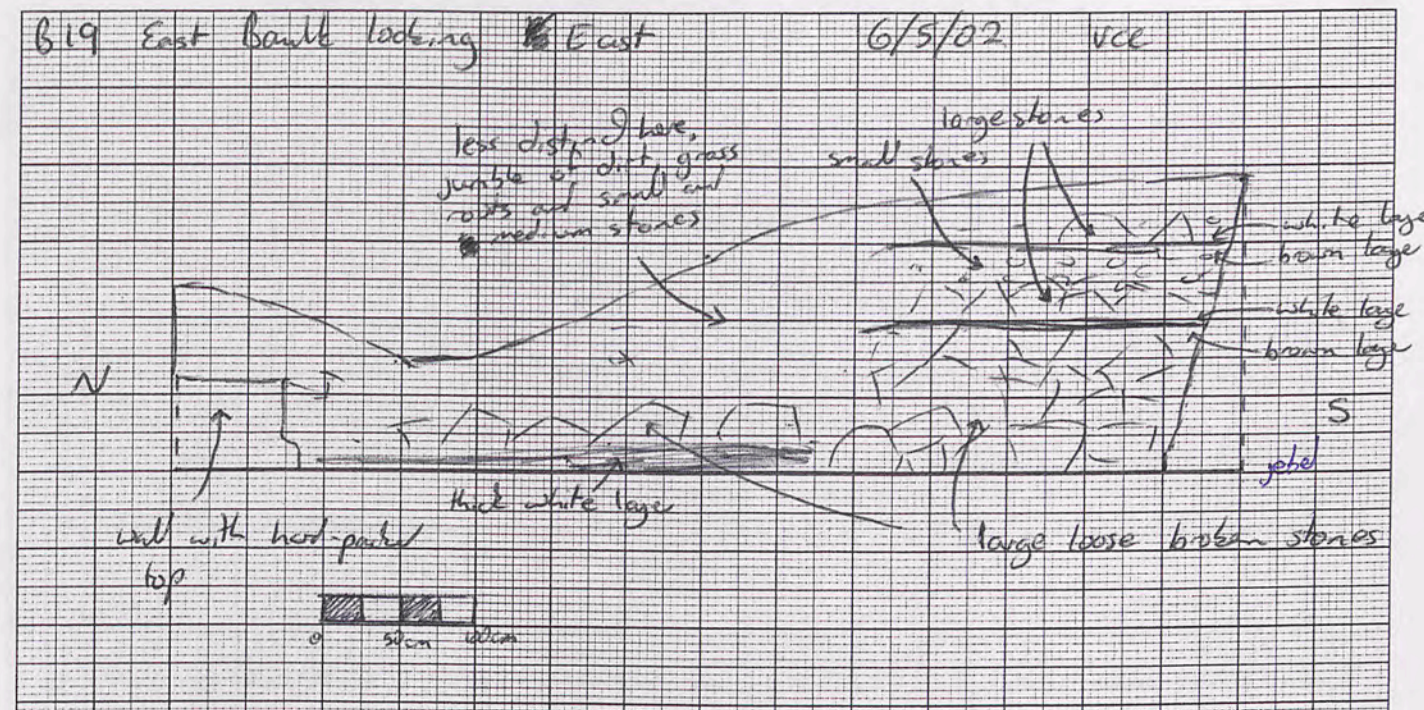 B19 East Baulk looking East 6/5/02 vce
less distinct here,
jumble of dirt, grass
roots and small and
medium stones
large stones
small stones
white layer
brown layer
white layer
brown layer
N
S
jebel
thick white layer
wall with hard-packed
top
large loose broken stones
0 50cm 100cm